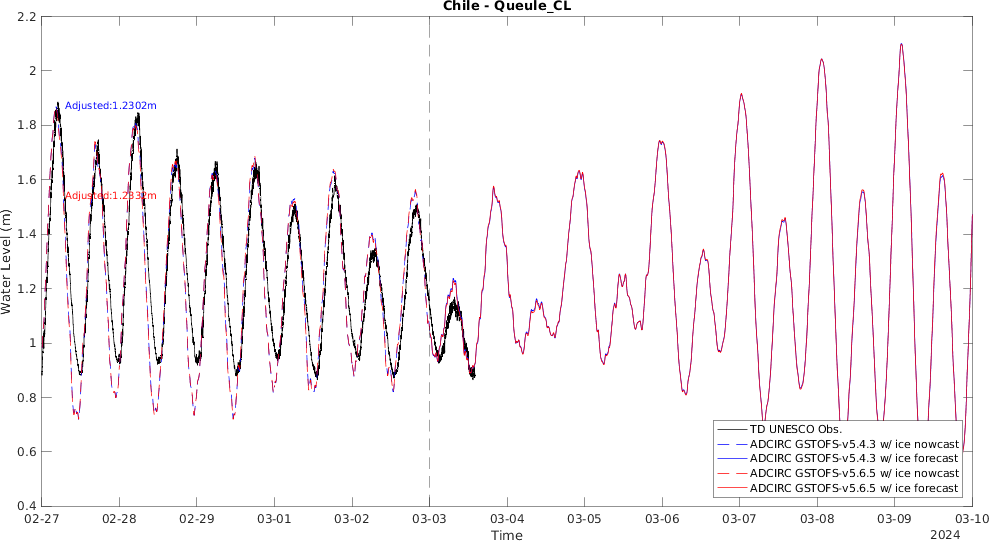 Chile - Queule_CL
2.2
2
1.8
1.6
1.4
1.2
1
0.8
0.6
0.4
Water Level (m)
Adjusted:1.2302m
Adjusted:1.2332m
TD UNESCO Obs.
ADCIRC GSTOFS-v5.4.3 w/ ice nowcast
ADCIRC GSTOFS-v5.4.3 w/ ice forecast
ADCIRC GSTOFS-v5.6.5 w/ ice nowcast
ADCIRC GSTOFS-v5.6.5 w/ ice forecast
02-27 02-28 02-29 03-01 03-02 03-03 03-04 03-05 03-06 03-07 03-08 03-09 03-10
Time
2024